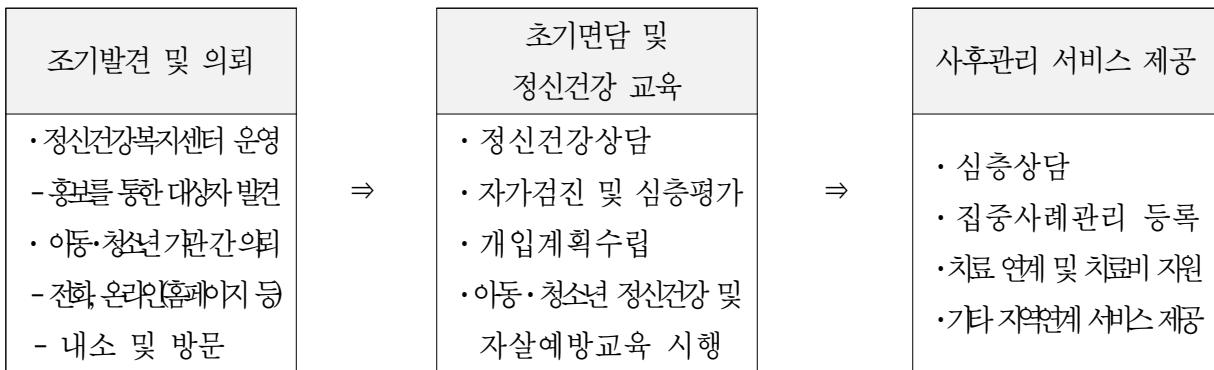 조기발견 및 의뢰
・정신건강복지센터 운영
- 홍보를 통한 대상자 발견
・아동・청소년 기관 간 의뢰
- 전화, 온라인(홈페이지 등)
- 내소 및 방문
⇒
초기면담 및
정신건강 교육
・정신건강상담
・자가검진 및 심층평가
・개입계획수립
・아동・청소년 정신건강 및
자살예방교육 시행
⇒
사후관리 서비스 제공
・심층상담
・집중사례관리 등록
・치료 연계 및 치료비 지원
・기타 지역연계 서비스 제공